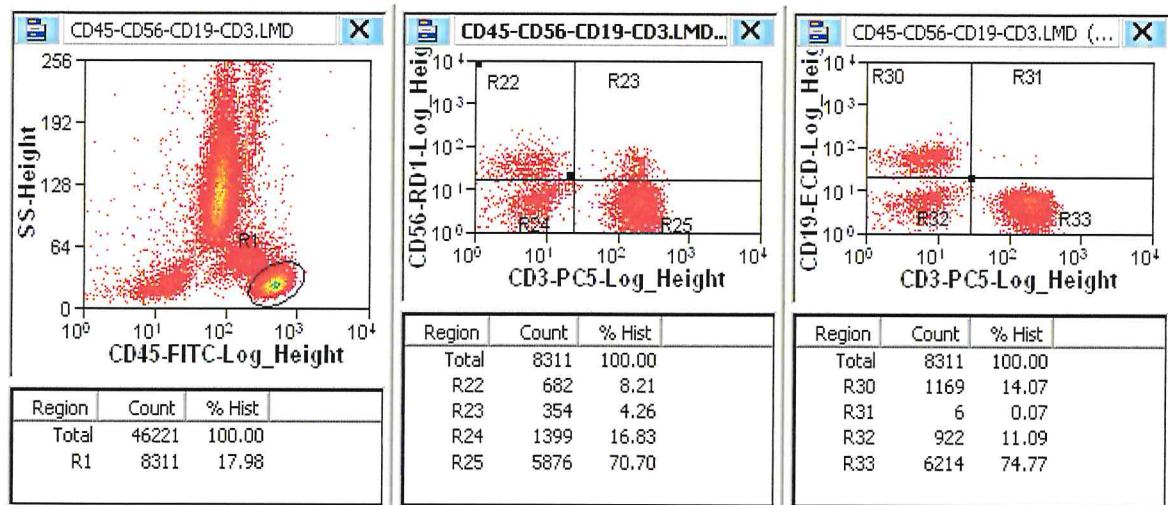 CD45-CD56-CD19-CD3.LMD
256
192
128
64
0
SS-Height
R1
10⁰ 10¹ 10² 10³ 10⁴
CD45-FITC-Log_Height
Region Count % Hist
Total 46221 100.00
R1 8311 17.98
CD45-CD56-CD19-CD3.LMD...
10⁴
10³
10²
10¹
10⁰
CD56-RD1-Log_Heig
R22 R23
R24 R25
10⁰ 10¹ 10² 10³ 10⁴
CD3-PC5-Log_Height
Region Count % Hist
Total 8311 100.00
R22 682 8.21
R23 354 4.26
R24 1399 16.83
R25 5876 70.70
CD45-CD56-CD19-CD3.LMD (...
10⁴
10³
10²
10¹
10⁰
CD19-ECD-Log_Heig
R30 R31
R32 R33
10⁰ 10¹ 10² 10³ 10⁴
CD3-PC5-Log_Height
Region Count % Hist
Total 8311 100.00
R30 1169 14.07
R31 6 0.07
R32 922 11.09
R33 6214 74.77